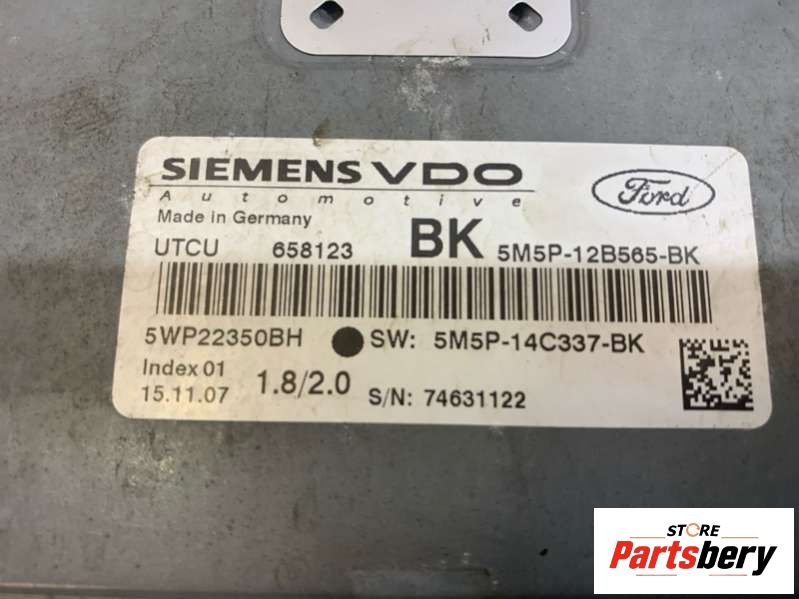 SIEMENS VDO
Automotive
Ford
Made in Germany
UTCU 658123 BK 5M5P-12B565-BK
5WP22350BH SW: 5M5P-14C337-BK
Index 01
15.11.07 1.8/2.0 S/N: 74631122
STORE
Partsbery